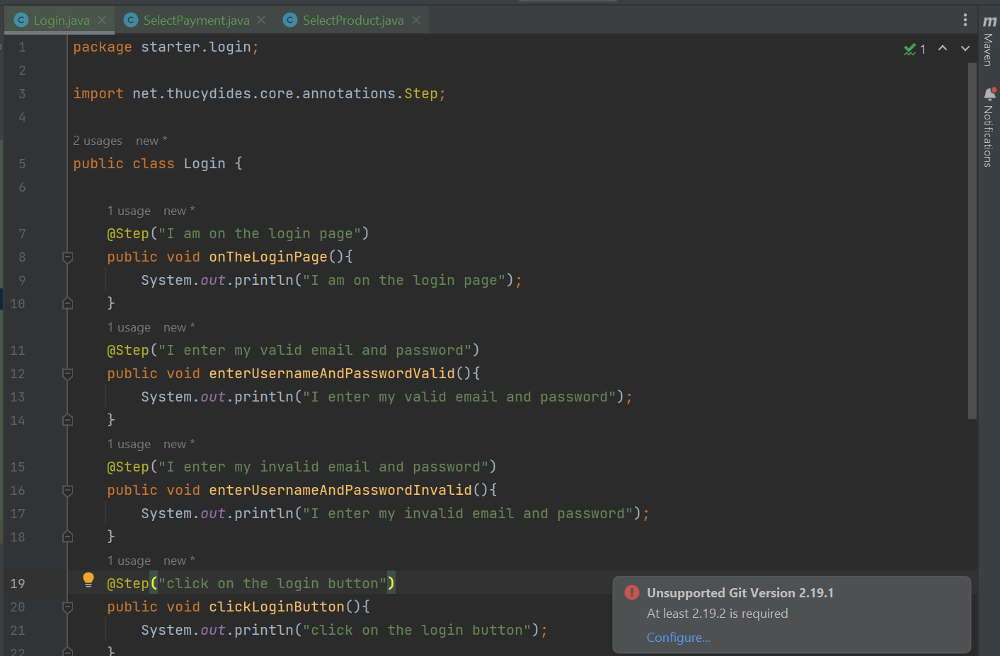 Login.java SelectPayment.java SelectProduct.java
1 package starter.login; 1
2
3 import net.thucydides.core.annotations.Step;
4
2 usages new *
5 public class Login {
6
1 usage new *
7 @Step("I am on the login page")
8 public void onTheLoginPage(){
9 System.out.println("I am on the login page");
10 }
1 usage new *
11 @Step("I enter my valid email and password")
12 public void enterUsernameAndPasswordValid(){
13 System.out.println("I enter my valid email and password");
14 }
1 usage new *
15 @Step("I enter my invalid email and password")
16 public void enterUsernameAndPasswordInvalid(){
17 System.out.println("I enter my invalid email and password");
18 }
1 usage new *
19 @Step("click on the login button")
20 public void clickLoginButton(){
21 System.out.println("click on the login button");
22 }
Unsupported Git Version 2.19.1
At least 2.19.2 is required
Configure...
m
Maven
Notifications